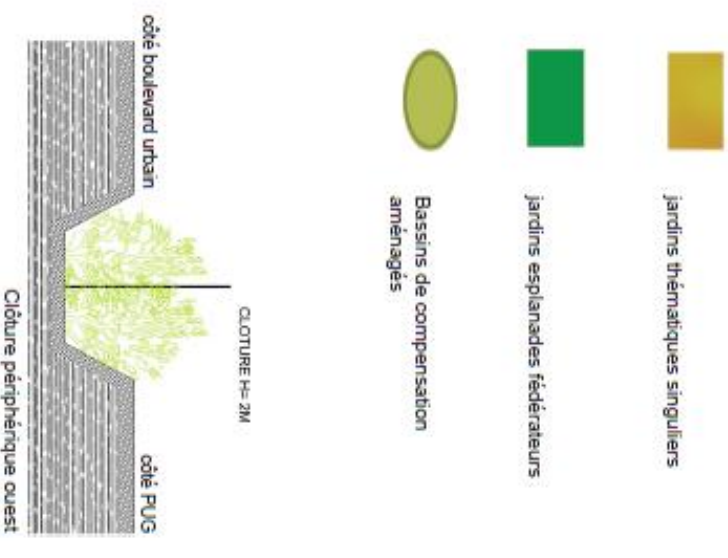 jardins thématiques singuliers
jardins esplanades fédérateurs
Bassins de compensation
aménagés
CLOTURE H= 2M
côté boulevard urbain
côté PUG
Clôture périphérique ouest